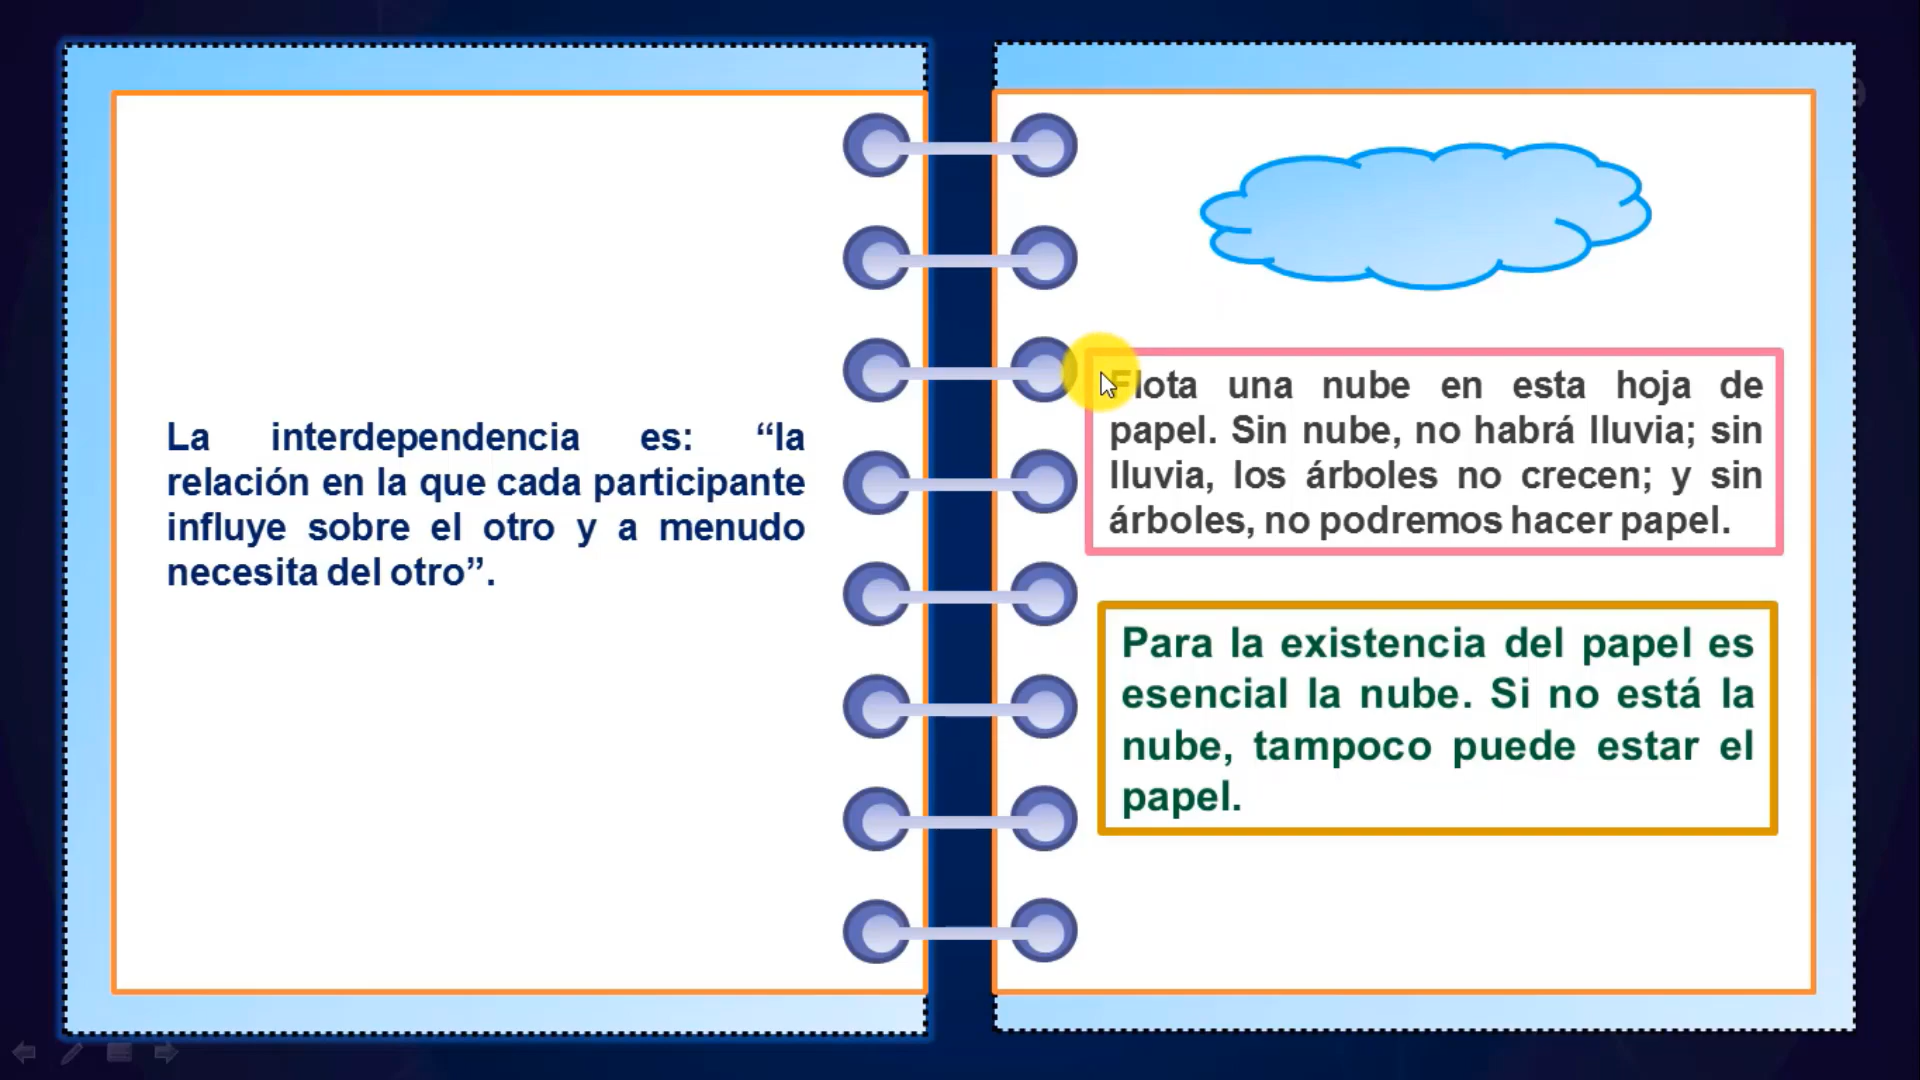 La interdependencia es: “la
relación en la que cada participante
influye sobre el otro y a menudo
necesita del otro”.
Flota una nube en esta hoja de
papel. Sin nube, no habrá lluvia; sin
lluvia, los árboles no crecen; y sin
árboles, no podremos hacer papel.
Para la existencia del papel es
esencial la nube. Si no está la
nube, tampoco puede estar el
papel.